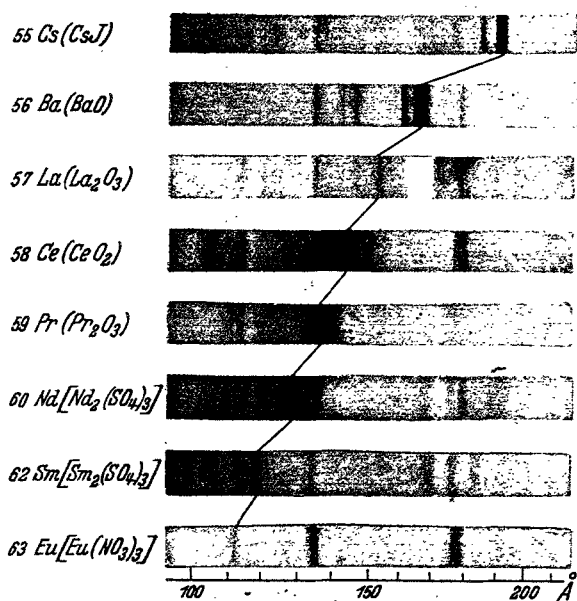 55 Cs(CsJ)
56 Ba(BaO)
57 La(La₂O₃)
58 Ce(CeO₂)
59 Pr(Pr₂O₃)
60 Nd[Nd₂(SO₄)₃]
62 Sm[Sm₂(SO₄)₃]
63 Eu[Eu(NO₃)₃]
100 150 200 Å